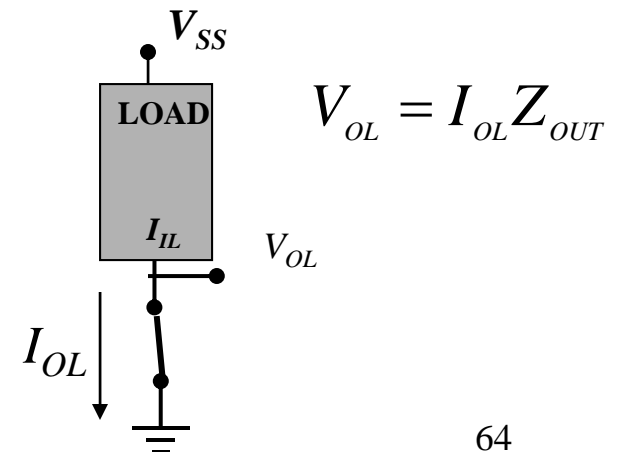 V_SS
LOAD
V_OL = I_OL Z_OUT
I_IL
V_OL
I_OL
64